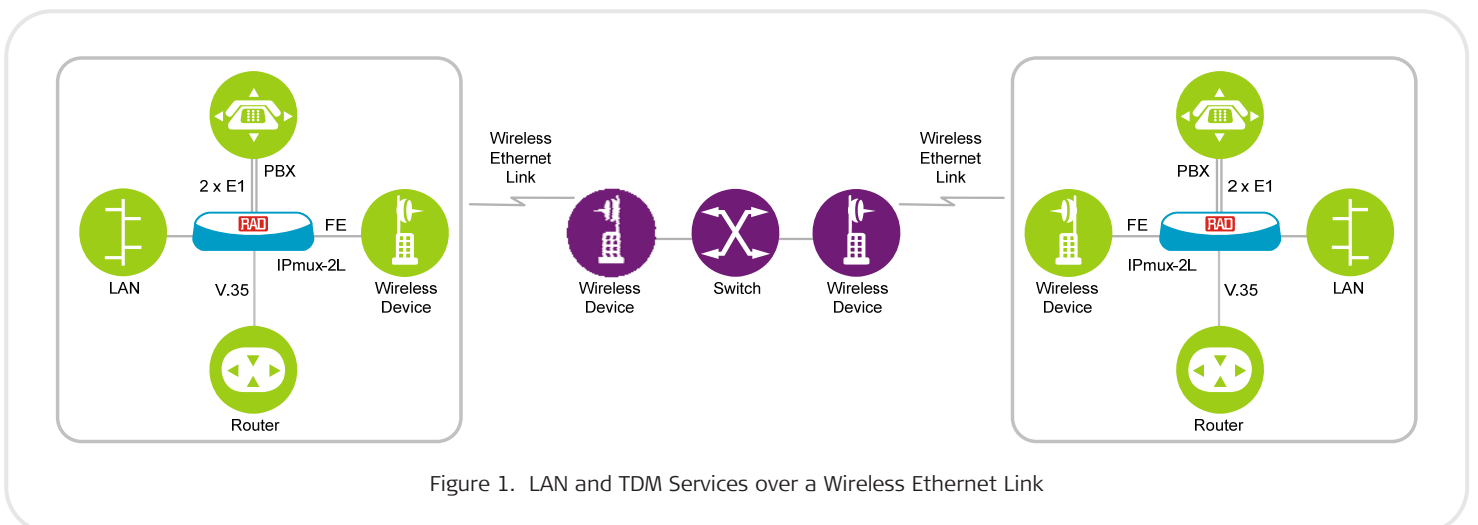 PBX
2 x E1
RAD
FE
IPmux-2L
LAN
V.35
Wireless
Device
Router
Wireless
Ethernet
Link
Wireless
Device
Switch
Wireless
Device
Wireless
Ethernet
Link
PBX
2 x E1
RAD
FE
IPmux-2L
Wireless
Device
V.35
LAN
Router
Figure 1. LAN and TDM Services over a Wireless Ethernet Link